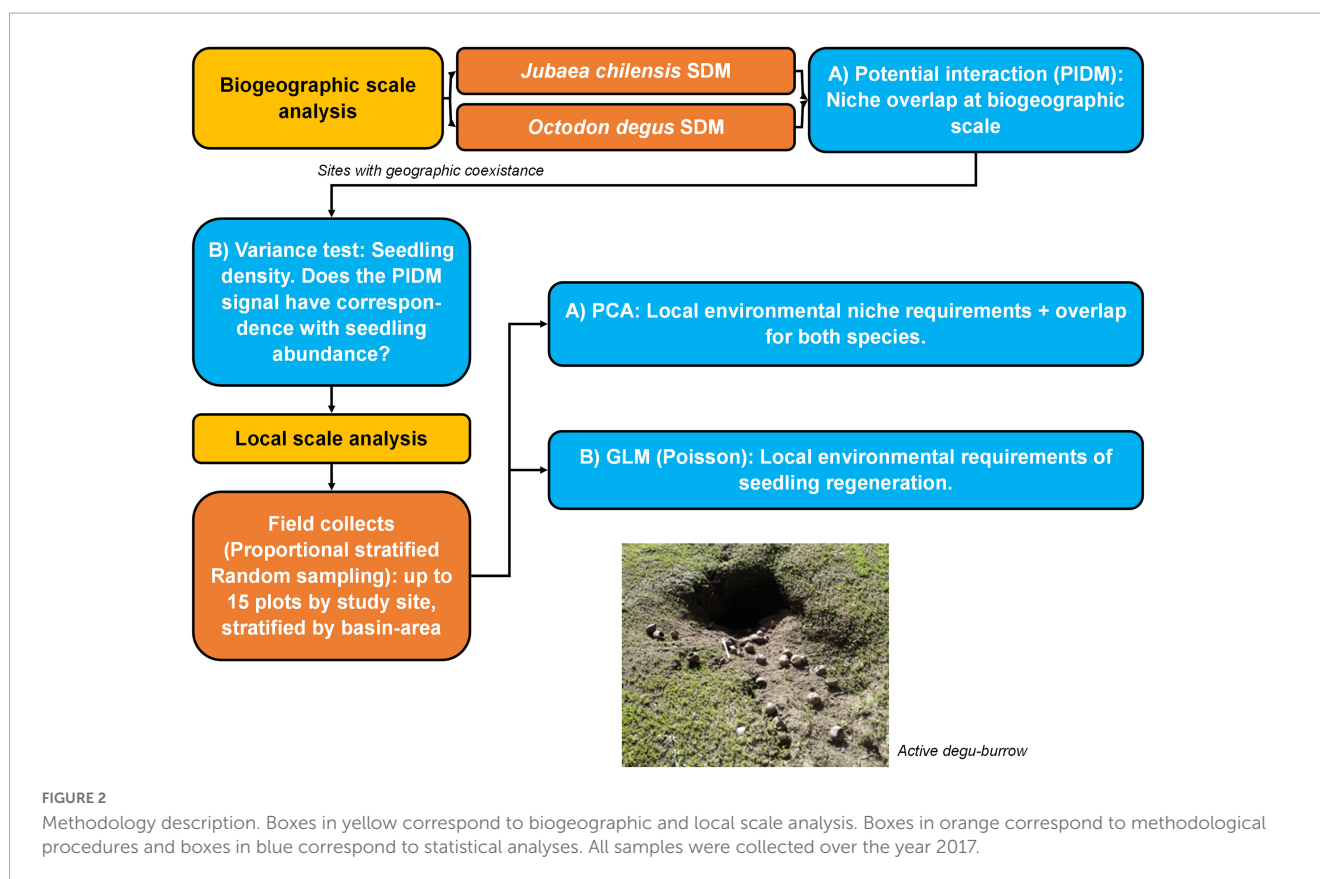 Biogeographic scale
analysis
Jubaea chilensis SDM
Octodon degus SDM
A) Potential interaction (PIDM):
Niche overlap at biogeographic
scale
Sites with geographic coexistance
B) Variance test: Seedling
density. Does the PIDM
signal have correspon-
dence with seedling
abundance?
A) PCA: Local environmental niche requirements + overlap
for both species.
Local scale analysis
B) GLM (Poisson): Local environmental requirements of
seedling regeneration.
Field collects
(Proportional stratified
Random sampling): up to
15 plots by study site,
stratified by basin-area
Active degu-burrow
FIGURE 2
Methodology description. Boxes in yellow correspond to biogeographic and local scale analysis. Boxes in orange correspond to methodological
procedures and boxes in blue correspond to statistical analyses. All samples were collected over the year 2017.